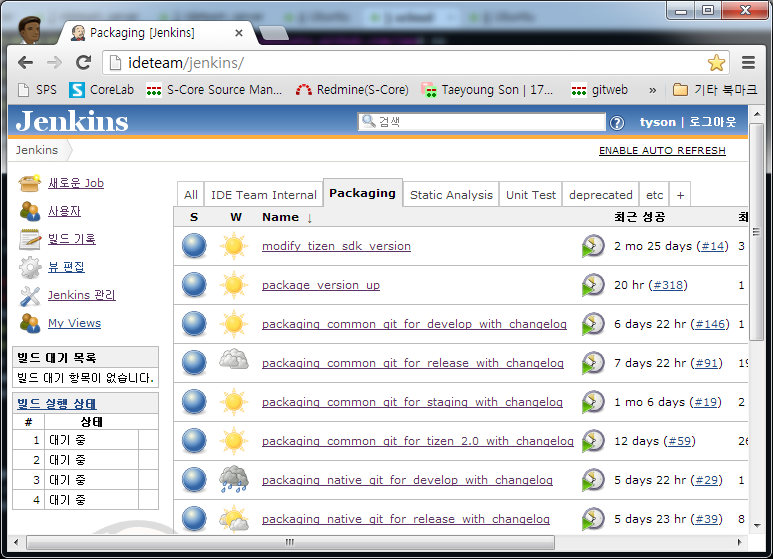 Packaging [Jenkins]
ideteam/jenkins/
SPS
CoreLab
S-Core Source Man...
Redmine(S-Core)
Taeyoung Son | 17...
gitweb
»
기타 북마크
Jenkins
검색
?
tyson | 로그아웃
Jenkins
ENABLE AUTO REFRESH
새로운 Job
사용자
빌드 기록
뷰 편집
Jenkins 관리
My Views
빌드 대기 목록
빌드 대기 항목이 없습니다.
빌드 실행 상태
# 상태
1 대기 중
2 대기 중
3 대기 중
4 대기 중
All IDE Team Internal Packaging Static Analysis Unit Test deprecated etc +
S W Name ↓ 최근 성공
modify_tizen_sdk_version 2 mo 25 days (#14) 3
package_version_up 20 hr (#318) 1
packaging_common_git_for_develop_with_changelog 6 days 22 hr (#146) 1
packaging_common_git_for_release_with_changelog 7 days 22 hr (#91)
packaging_common_git_for_staging_with_changelog 1 mo 6 days (#19) 2
packaging_common_git_for_tizen_2.0_with_changelog 12 days (#59)
packaging_native_git_for_develop_with_changelog 5 days 22 hr (#29) 1
packaging_native_git_for_release_with_changelog 5 days 23 hr (#39) 8